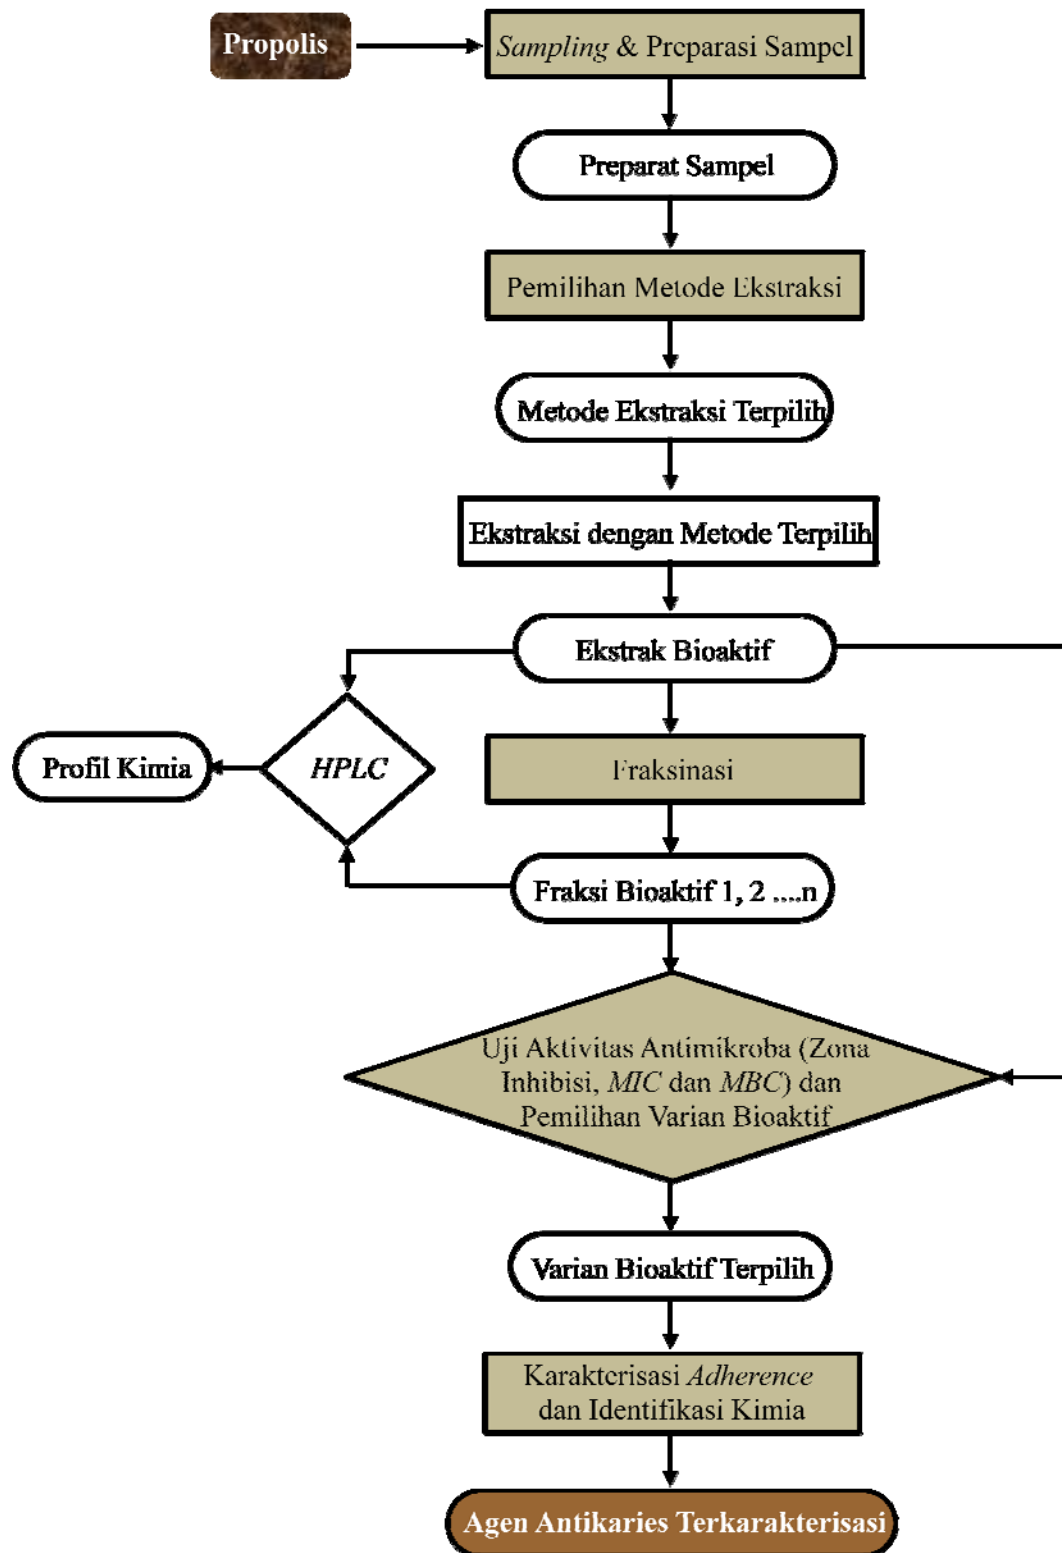 Propolis
Sampling & Preparasi Sampel
Preparat Sampel
Pemilihan Metode Ekstraksi
Metode Ekstraksi Terpilih
Ekstraksi dengan Metode Terpilih
Ekstrak Bioaktif
Profil Kimia
HPLC
Fraksinasi
Fraksi Bioaktif 1, 2 ....n
Uji Aktivitas Antimikroba (Zona
Inhibisi, MIC dan MBC) dan
Pemilihan Varian Bioaktif
Varian Bioaktif Terpilih
Karakterisasi Adherence
dan Identifikasi Kimia
Agen Antikaries Terkarakterisasi